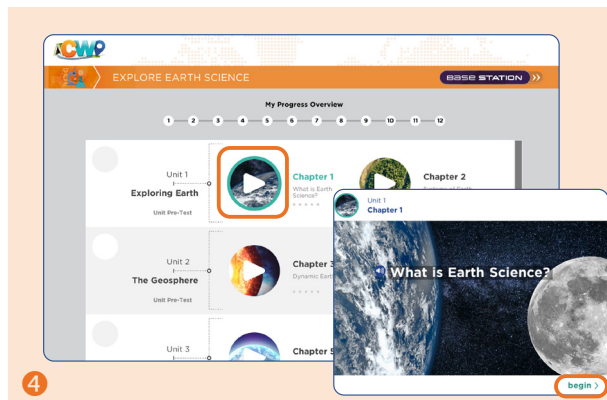 CWP
EXPLORE EARTH SCIENCE
BASE STATION
My Progress Overview
1 2 3 4 5 6 7 8 9 10 11 12
Unit 1
Exploring Earth
Unit Pre-Test
Chapter 1
What is Earth
Science?
Chapter 2
Unit 2
The Geosphere
Unit Pre-Test
Chapter 3
Dynamic Earth
Unit 3
Chapter 5
Unit 1
Chapter 1
What is Earth Science?
begin >
4